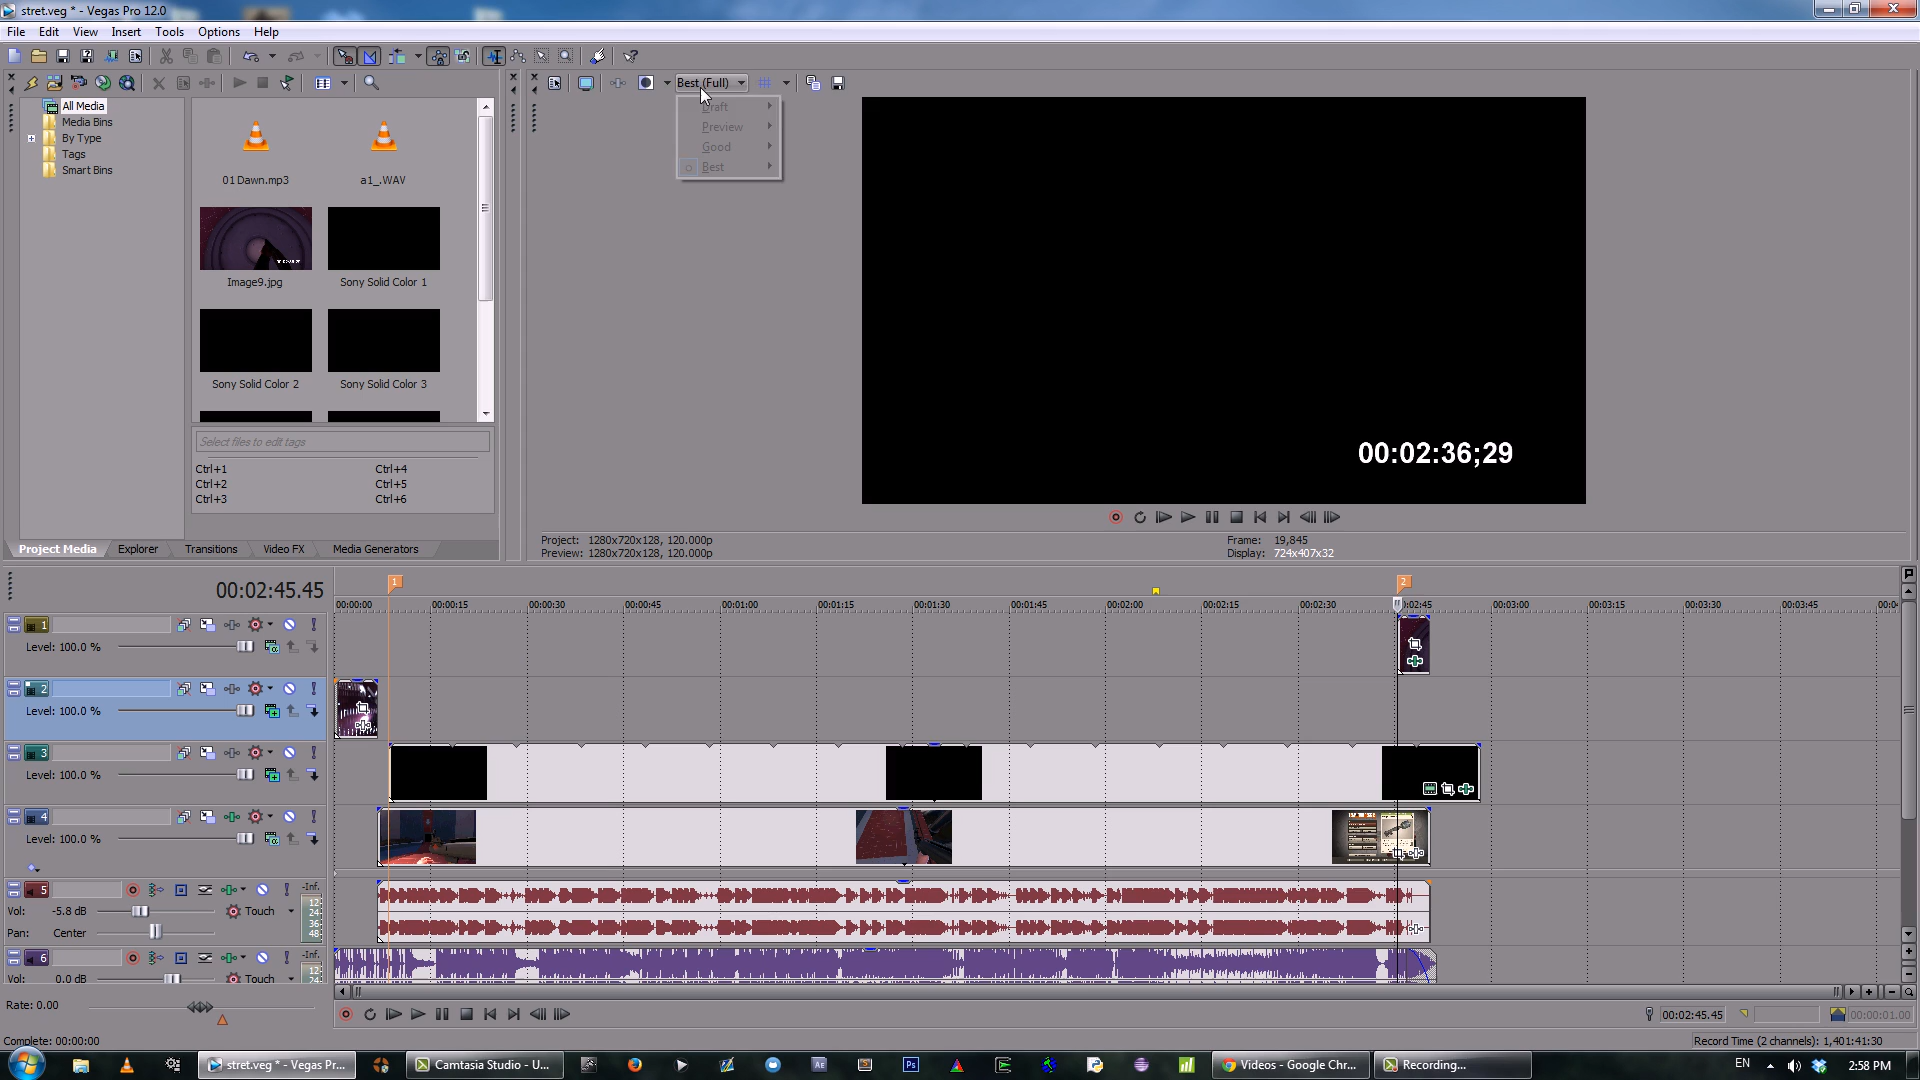 stret.veg * - Vegas Pro 12.0
File Edit View Insert Tools Options Help
Best (Full)
Draft
Preview
Good
Best
All Media
Media Bins
By Type
Tags
Smart Bins
01 Dawn.mp3
a1_.WAV
Image9.jpg
Sony Solid Color 1
Sony Solid Color 2
Sony Solid Color 3
Select files to edit tags
Ctrl+1 Ctrl+4
Ctrl+2 Ctrl+5
Ctrl+3 Ctrl+6
00:02:36;29
Project Media Explorer Transitions Video FX Media Generators
Project: 1280x720x128, 120.000p
Preview: 1280x720x128, 120.000p
Frame: 19,845
Display: 724x407x32
00:02:45.45
1
2
00:00:00 00:00:15 00:00:30 00:00:45 00:01:00 00:01:15 00:01:30 00:01:45 00:02:00 00:02:15 00:02:30 0:02:45 00:03:00 00:03:15 00:03:30 00:03:45 00:0
1
Level: 100.0 %
2
Level: 100.0 %
3
Level: 100.0 %
4
Level: 100.0 %
5
-Inf.
12
24
36
48
Vol: -5.8 dB Touch
Pan: Center
6
-Inf.
12
24
Vol: 0.0 dB Touch
Rate: 0.00
00:02:45.45
00:00:01.00
Complete: 00:00:00
Record Time (2 channels): 1,401:41:30
stret.veg * - Vegas Pr...
Camtasia Studio - U...
Ae
Ps
Videos - Google Chr...
Recording...
EN
2:58 PM